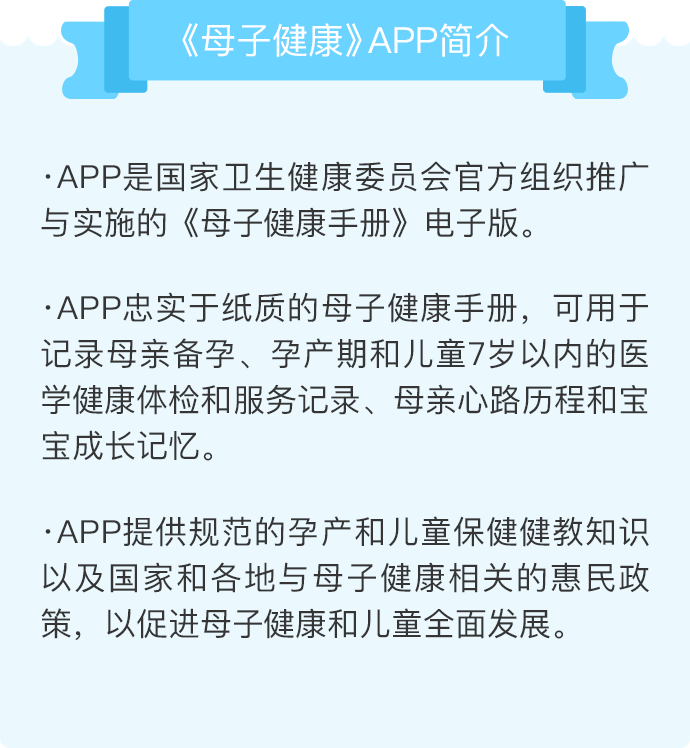 《母子健康》APP简介
·APP是国家卫生健康委员会官方组织推广
与实施的《母子健康手册》电子版。
·APP忠实于纸质的母子健康手册，可用于
记录母亲备孕、孕产期和儿童7岁以内的医
学健康体检和服务记录、母亲心路历程和宝
宝成长记忆。
·APP提供规范的孕产和儿童保健健教知识
以及国家和各地与母子健康相关的惠民政
策，以促进母子健康和儿童全面发展。